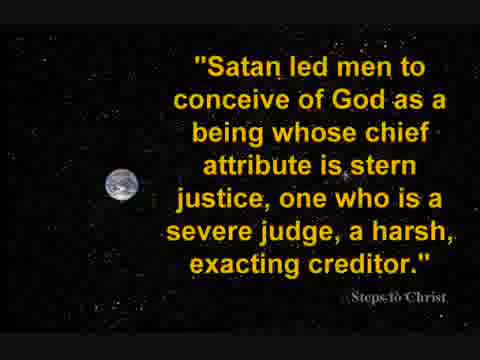 "Satan led men to
conceive of God as a
being whose chief
attribute is stern
justice, one who is a
severe judge, a harsh,
exacting creditor."
Steps to Christ